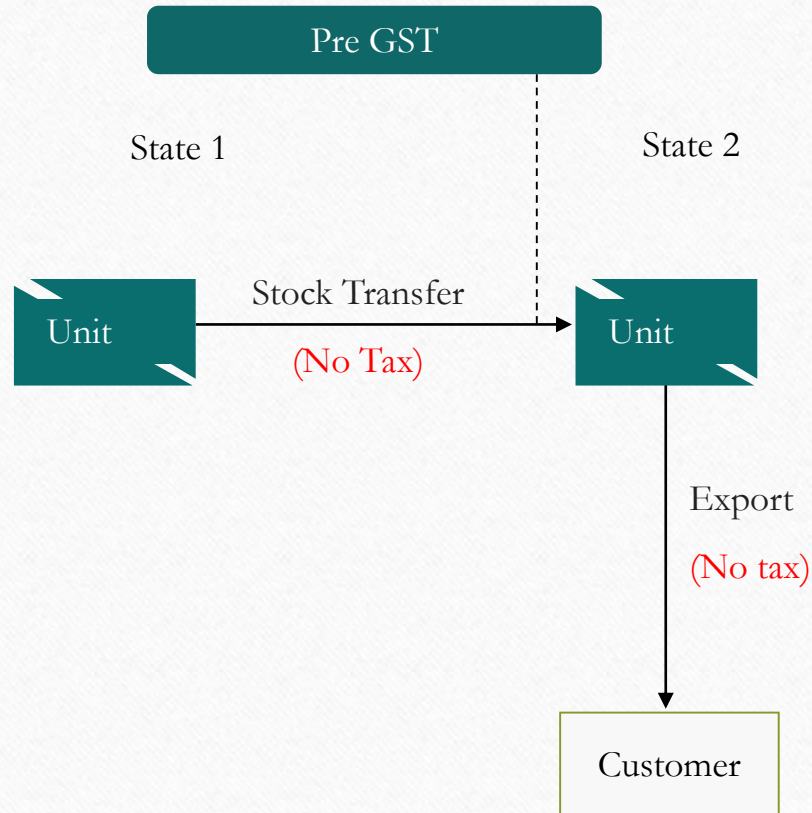 Pre GST
State 1
State 2
Stock Transfer
Unit
Unit
(No Tax)
Export
(No tax)
Customer